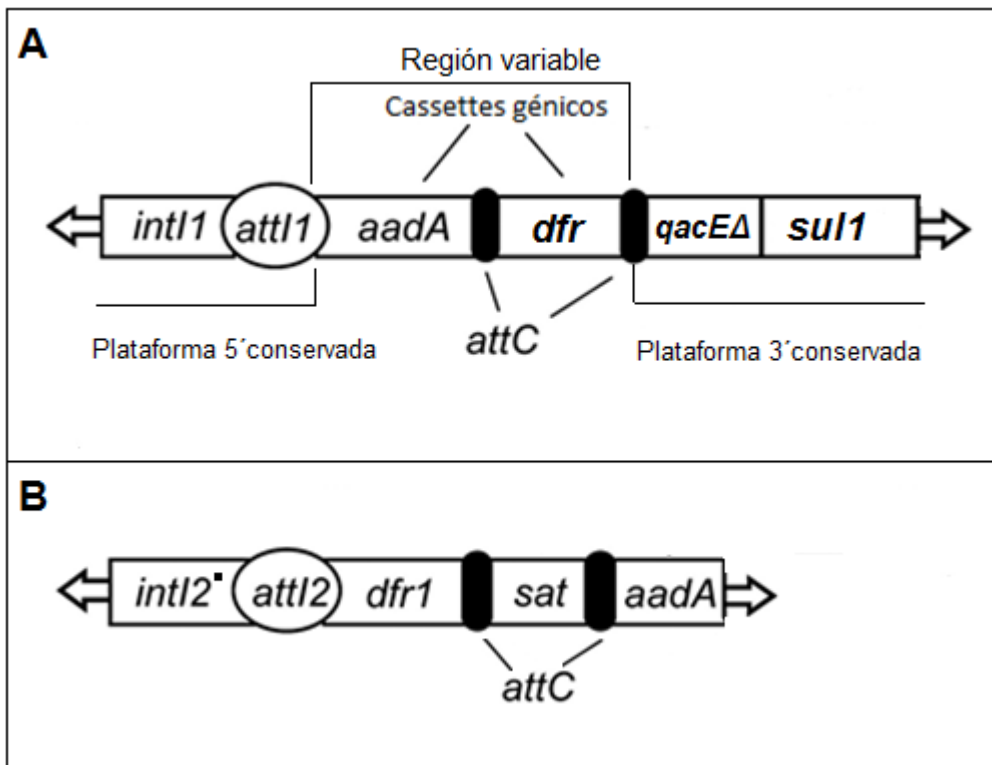 A
Región variable
Cassettes génicos
intI1 attI1 aadA dfr qacEΔ sul1
attC
Plataforma 5´conservada
Plataforma 3´conservada
B
intI2 attI2 dfr1 sat aadA
attC